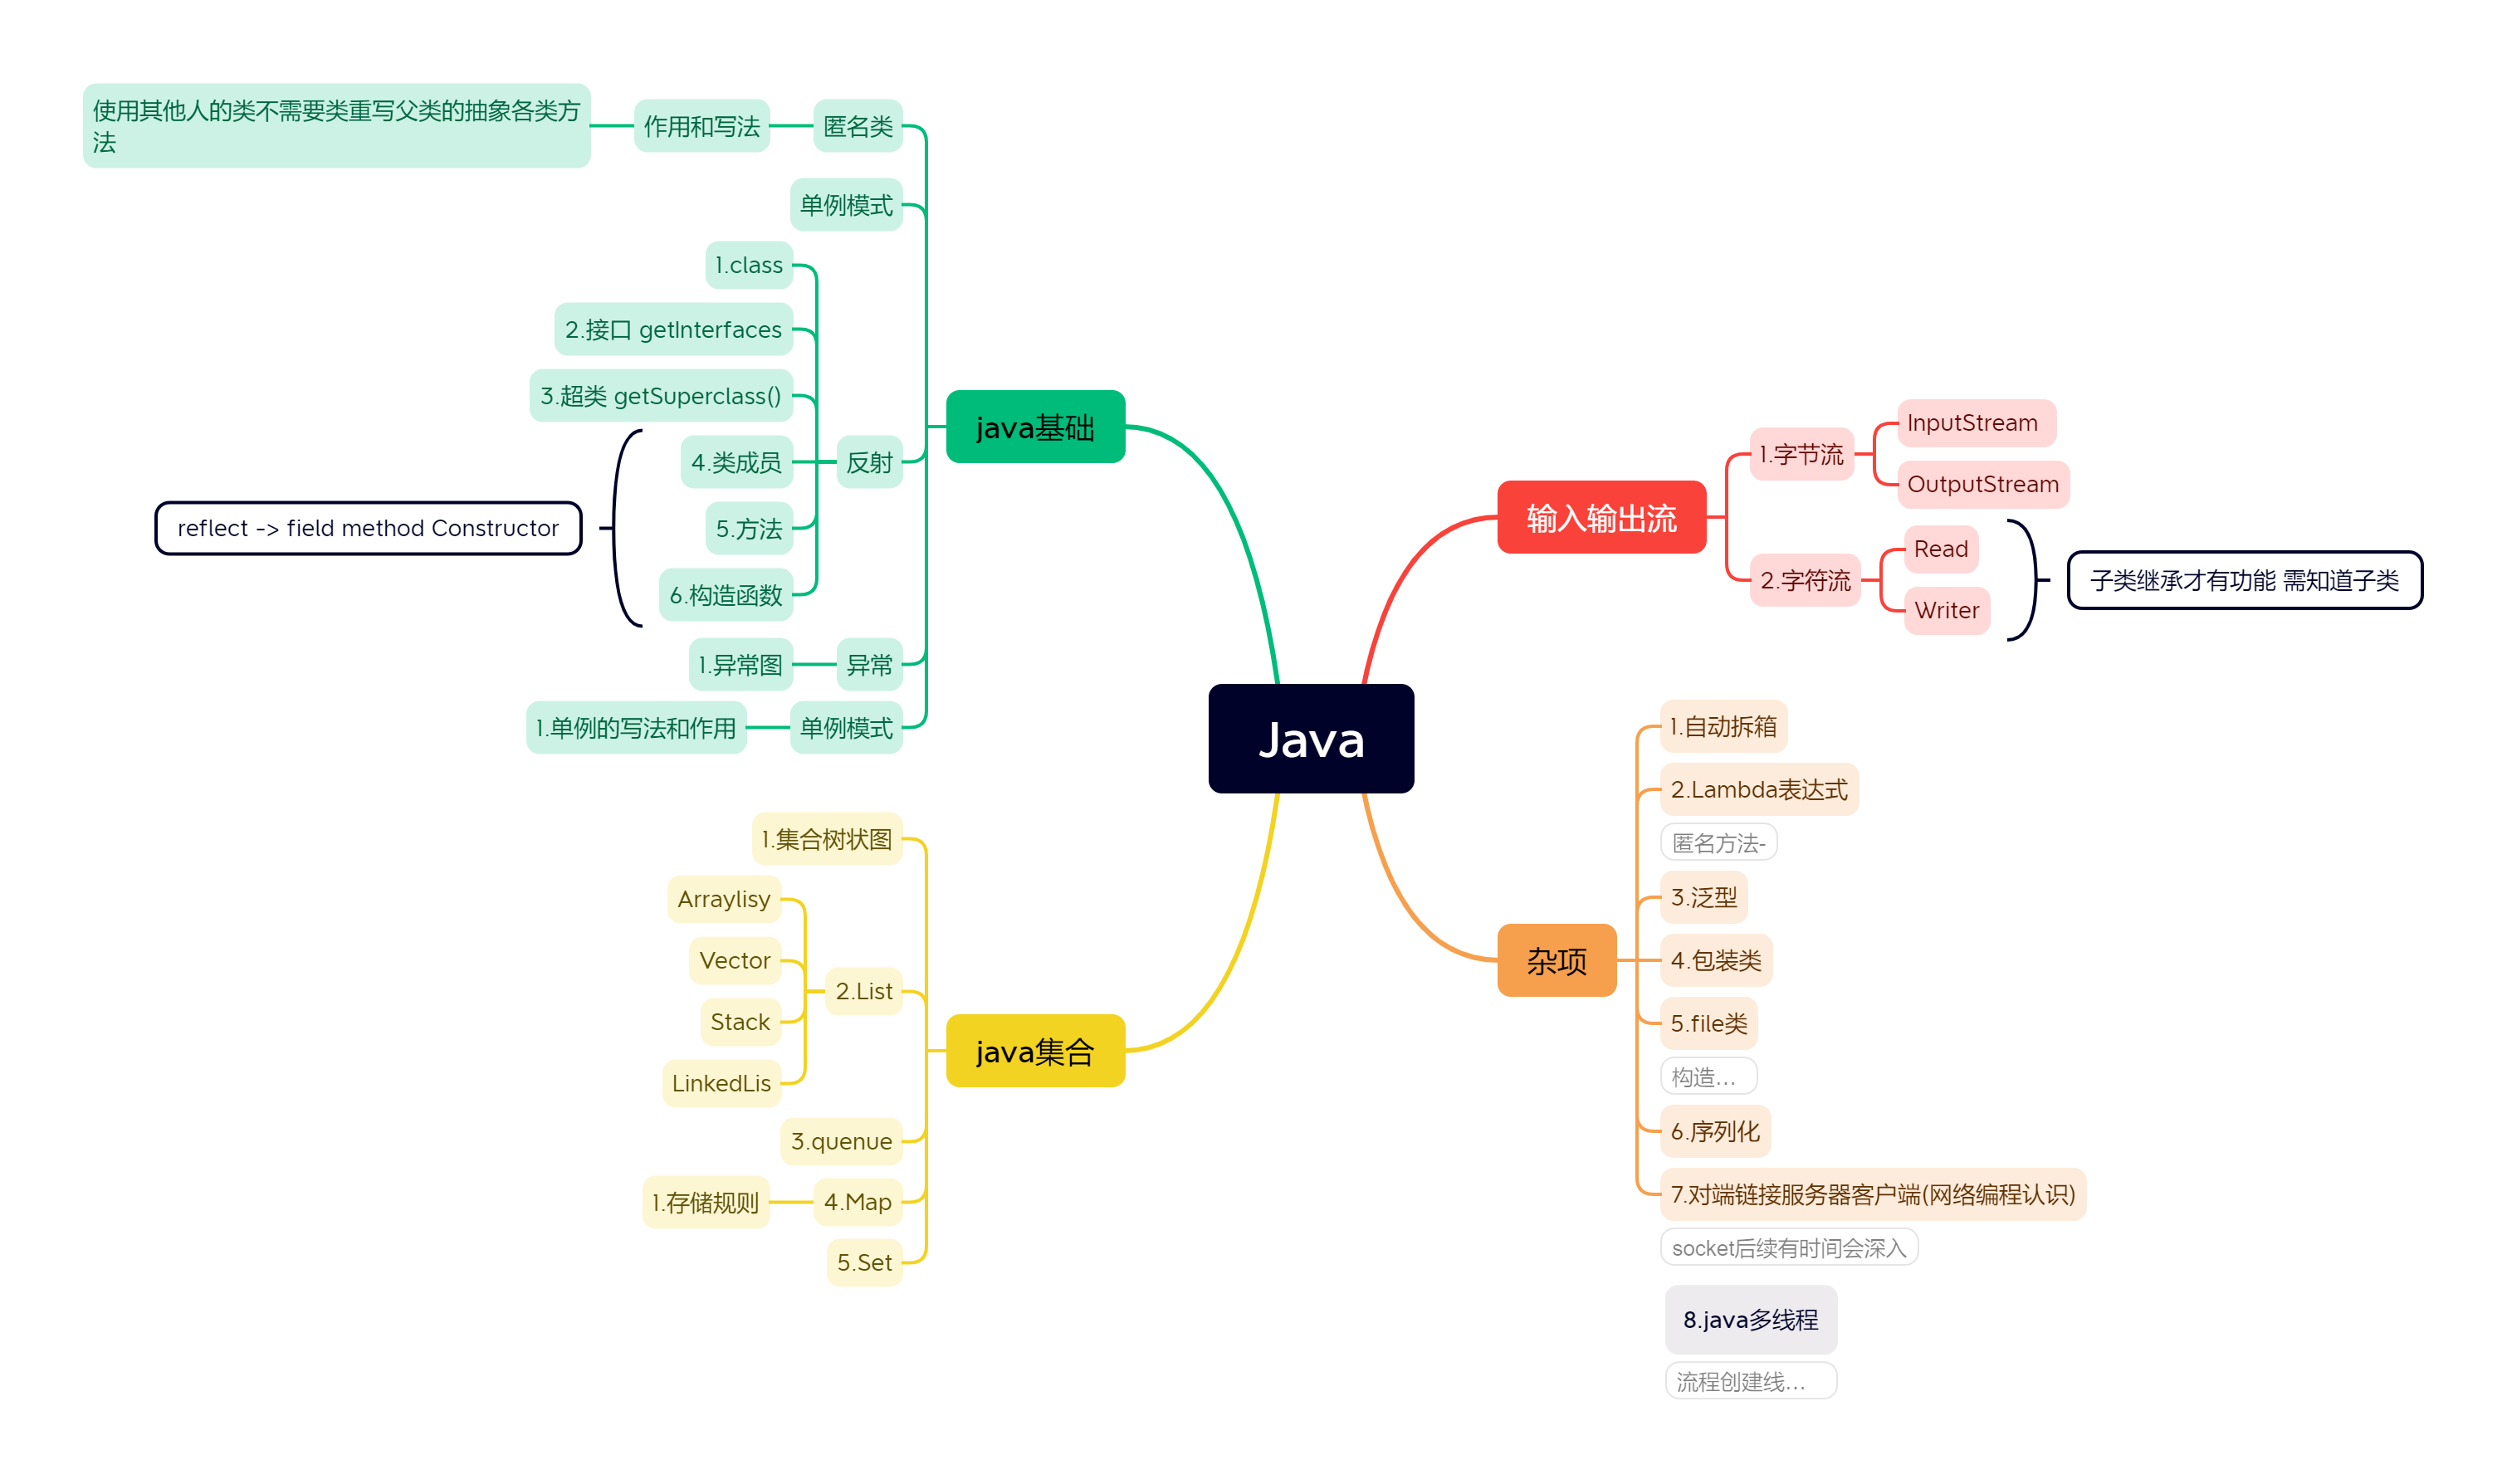 Java
java基础
匿名类
作用和写法
使用其他人的类不需要类重写父类的抽象各类方
法
单例模式
反射
1.class
2.接口 getInterfaces
3.超类 getSuperclass()
4.类成员
5.方法
6.构造函数
reflect -> field method Constructor
异常
1.异常图
单例模式
1.单例的写法和作用
java集合
1.集合树状图
2.List
Arraylisy
Vector
Stack
LinkedLis
3.quenue
4.Map
1.存储规则
5.Set
输入输出流
1.字节流
InputStream
OutputStream
2.字符流
Read
Writer
子类继承才有功能 需知道子类
杂项
1.自动拆箱
2.Lambda表达式
匿名方法-
3.泛型
4.包装类
5.file类
构造...
6.序列化
7.对端链接服务器客户端(网络编程认识)
socket后续有时间会深入
8.java多线程
流程创建线...